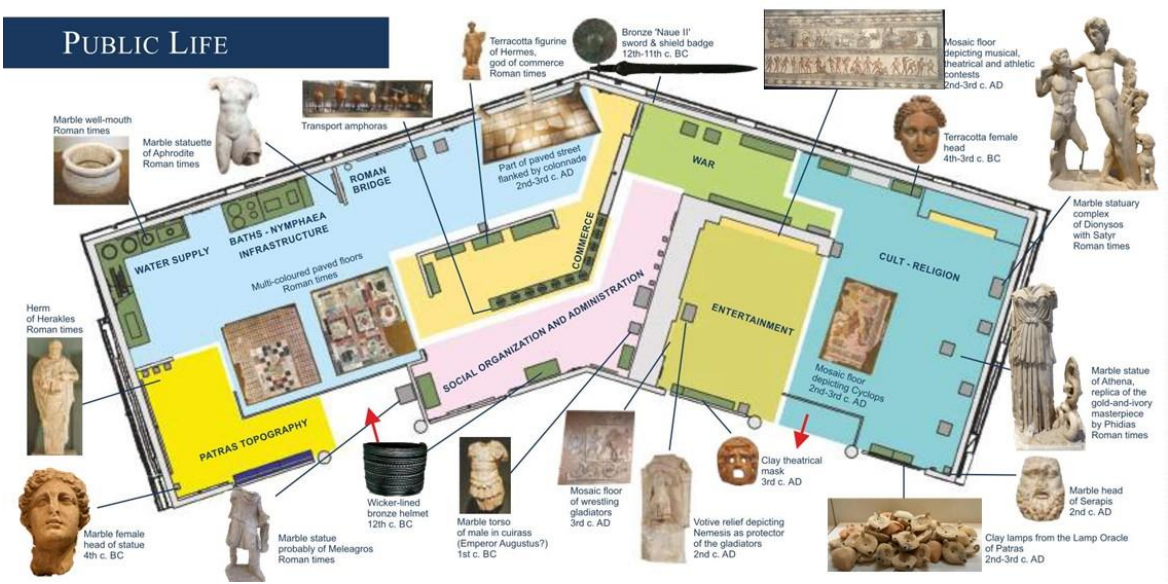 PUBLIC LIFE
Terracotta figurine
of Hermes,
god of commerce
Roman times
Bronze 'Naue II'
sword & shield badge
12th-11th c. BC
Mosaic floor
depicting musical,
theatrical and athletic
contests
2nd-3rd c. AD
Marble well-mouth
Roman times
Marble statuette
of Aphrodite
Roman times
Transport amphoras
Part of paved street
flanked by colonnade
2nd-3rd c. AD
Terracotta female
head
4th-3rd c. BC
WAR
ROMAN
BRIDGE
BATHS - NYMPHAEA
INFRASTRUCTURE
WATER SUPPLY
Multi-coloured paved floors
Roman times
COMMERCE
CULT - RELIGION
Marble statuary
complex
of Dionysos
with Satyr
Roman times
SOCIAL ORGANIZATION AND ADMINISTRATION
ENTERTAINMENT
Herm
of Herakles
Roman times
Mosaic floor
depicting Cyclops
2nd-3rd c. AD
Marble statue
of Athena,
replica of the
gold-and-ivory
masterpiece
by Phidias
Roman times
PATRAS TOPOGRAPHY
Marble female
head of statue
4th c. BC
Marble statue
probably of Meleagros
Roman times
Wicker-lined
bronze helmet
12th c. BC
Marble torso
of male in cuirass
(Emperor Augustus?)
1st c. BC
Mosaic floor
of wrestling
gladiators
3rd c. AD
Votive relief depicting
Nemesis as protector
of the gladiators
2nd c. AD
Clay theatrical
mask
3rd c. AD
Marble head
of Serapis
2nd c. AD
Clay lamps from the Lamp Oracle
of Patras
2nd-3rd c. AD